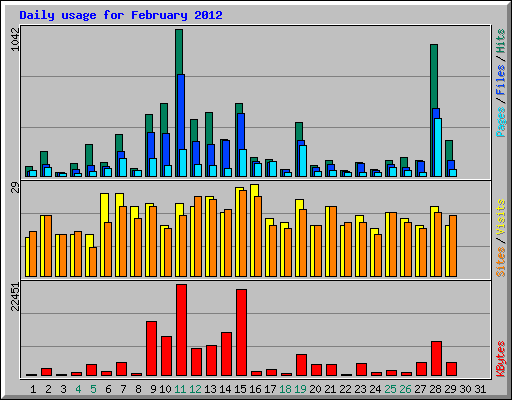 Daily usage for February 2012
1042
Pages/Files/Hits
29
Sites/Visits
22451
KBytes
1 2 3 4 5 6 7 8 9 10 11 12 13 14 15 16 17 18 19 20 21 22 23 24 25 26 27 28 29 30 31